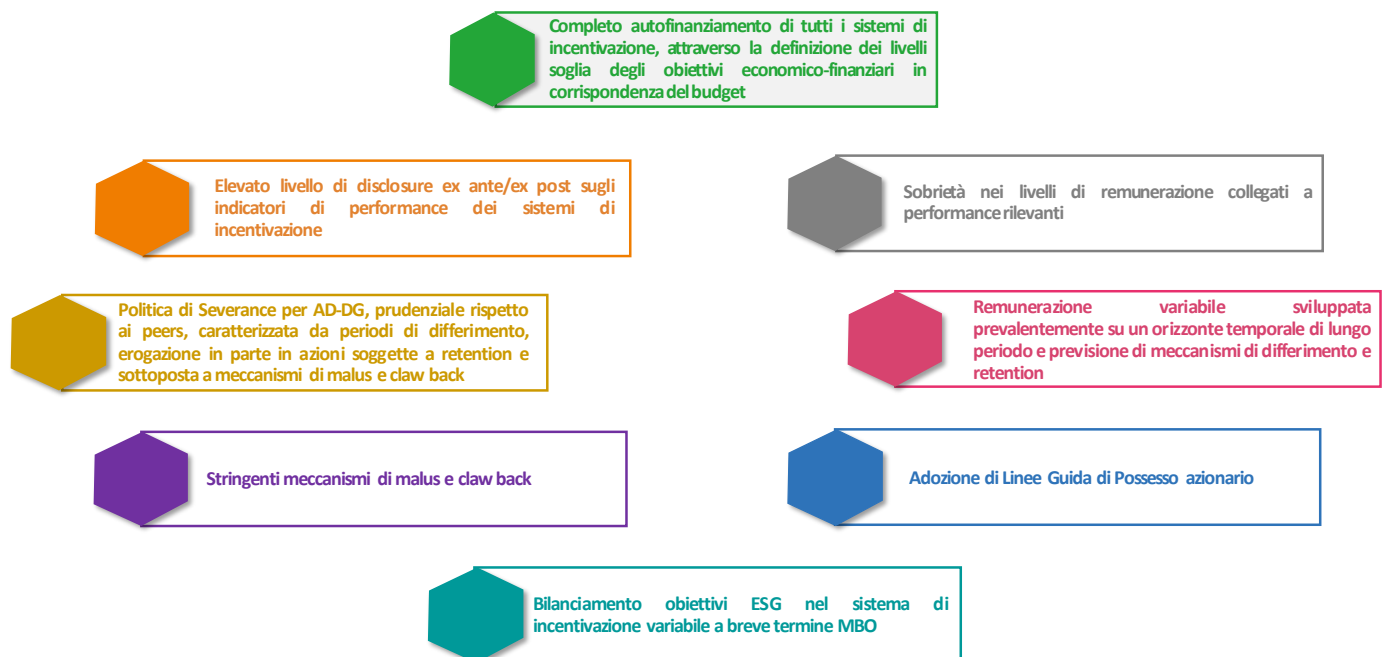 Completo autofinanziamento di tutti i sistemi di
incentivazione, attraverso la definizione dei livelli
soglia degli obiettivi economico-finanziari in
corrispondenza del budget
Elevato livello di disclosure ex ante/ex post sugli
indicatori di performance dei sistemi di
incentivazione
Sobrietà nei livelli di remunerazione collegati a
performance rilevanti
Politica di Severance per AD-DG, prudenziale rispetto
ai peers, caratterizzata da periodi di differimento,
erogazione in parte in azioni soggette a retention e
sottoposta a meccanismi di malus e claw back
Remunerazione variabile sviluppata
prevalentemente su un orizzonte temporale di lungo
periodo e previsione di meccanismi di differimento e
retention
Stringenti meccanismi di malus e claw back
Adozione di Linee Guida di Possesso azionario
Bilanciamento obiettivi ESG nel sistema di
incentivazione variabile a breve termine MBO